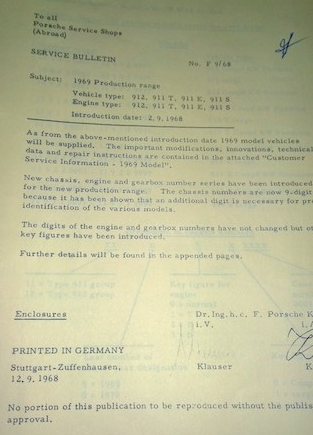 To all
Porsche Service Shops
(Abroad)
SERVICE BULLETIN
No. F 9/68
Subject: 1969 Production range
Vehicle type: 912, 911 T, 911 E, 911 S
Engine type: 912, 911 T, 911 E, 911 S
Introduction date: 2.9.1968
As from the above-mentioned introduction date 1969 model vehicles
will be supplied. The important modifications, innovations, technical
data and repair instructions are contained in the attached "Customer
Service Information - 1969 Model".
New chassis, engine and gearbox number series have been introduced
for the new production range. The chassis numbers are now 9-digit
because it has been shown that an additional digit is necessary for
identification of the various models.
The digits of the engine and gearbox numbers have not changed but
key figures have been introduced.
Further details will be found in the appended pages.
Enclosures
Dr. Ing. h. c. F. Porsche K
i. V.
PRINTED IN GERMANY
Stuttgart-Zuffenhausen,
12. 9. 1968
Klauser
No portion of this publication to be reproduced without the
approval.